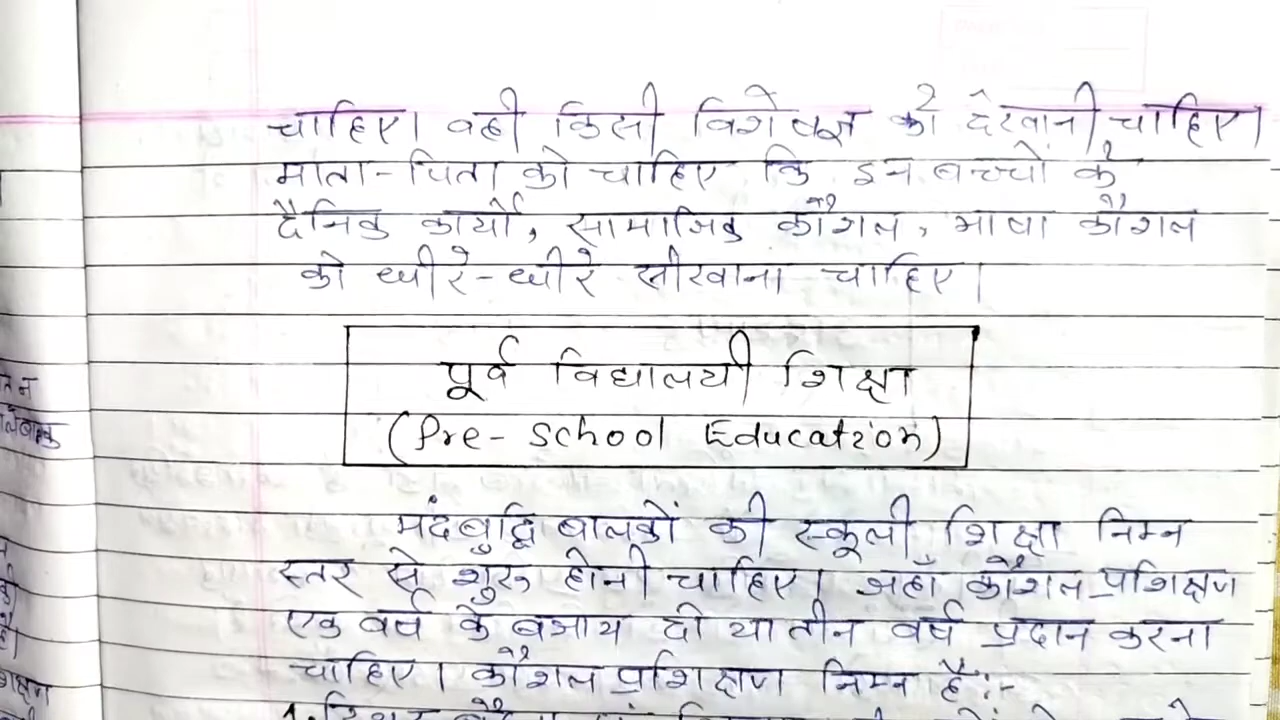 चाहिए। वही किसी विशेषज्ञ को देखानी चाहिए।
माता-पिता को चाहिए कि इन बच्चों के
दैनिक कार्यो, सामाजिक कौशल, भाषा कौशल
को धीरे-धीरे सीखाना चाहिए।
पूर्व विद्यालयी शिक्षा
(Pre- School Education)
मंदबुद्धि बालकों की स्कूली शिक्षा निम्न
स्तर से शुरू होनी चाहिए। जहाँ कौशल प्रशिक्षण
एक वर्ष के बजाय दो या तीन वर्ष प्रदान करना
चाहिए। कौशल प्रशिक्षण निम्न है:-